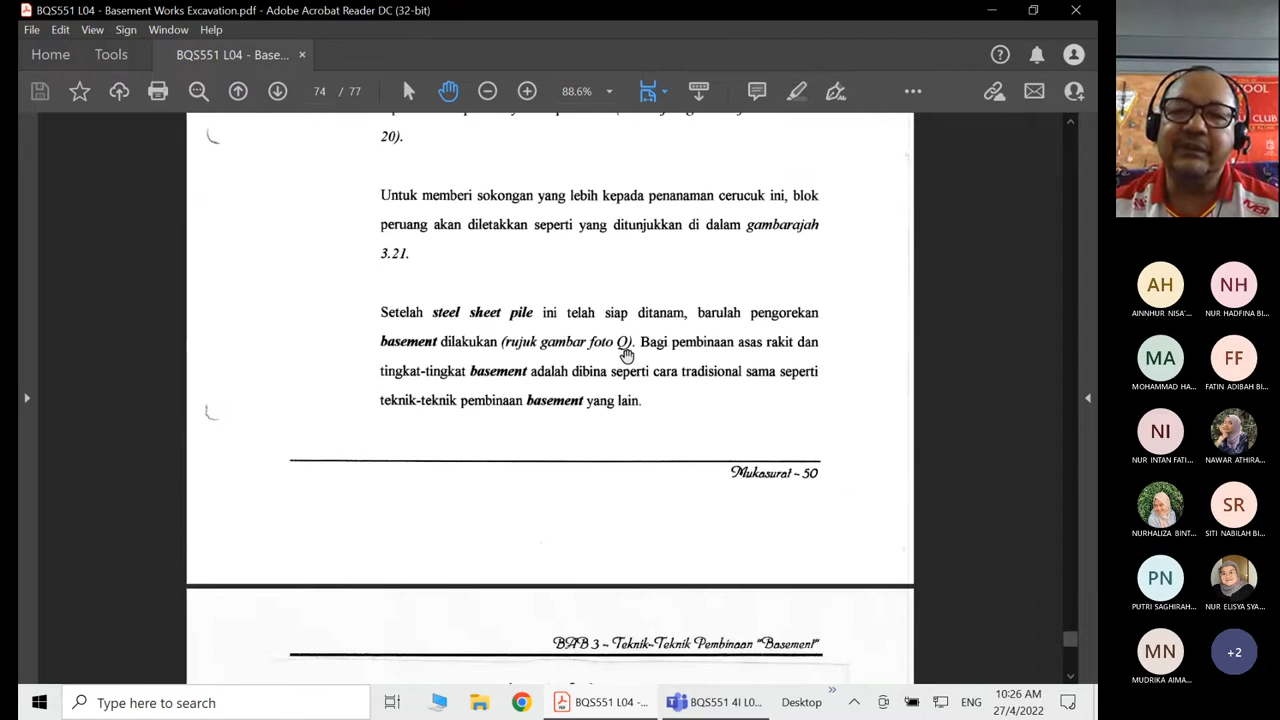 BQS551 L04 - Basement Works Excavation.pdf - Adobe Acrobat Reader DC (32-bit)
File Edit View Sign Window Help
Home Tools BQS551 L04 - Base... ×
74 / 77 88.6%
20).
Untuk memberi sokongan yang lebih kepada penanaman cerucuk ini, blok
peruang akan diletakkan seperti yang ditunjukkan di dalam gambarajah
3.21.
Setelah steel sheet pile ini telah siap ditanam, barulah pengorekan
basement dilakukan (rujuk gambar foto Q). Bagi pembinaan asas rakit dan
tingkat-tingkat basement adalah dibina seperti cara tradisional sama seperti
teknik-teknik pembinaan basement yang lain.
Mukasurat - 50
BAB 3 - Teknik-Teknik Pembinaan "Basement"
AH NH
AINNHUR NISA'... NUR HADFINA BI...
MA FF
MOHAMMAD HA... FATIN ADIBAH BI...
NI
NUR INTAN FATI... NAWAR ATHIRA...
SR
NURHALIZA BINT... SITI NABILAH BI...
PN
PUTRI SAGHIRAH... NUR ELISYA SYA...
MN +2
MUDRIKA AIMA...
Type here to search
BQS551 L04 -... BQS551 4I L0... Desktop » ENG
10:26 AM
27/4/2022